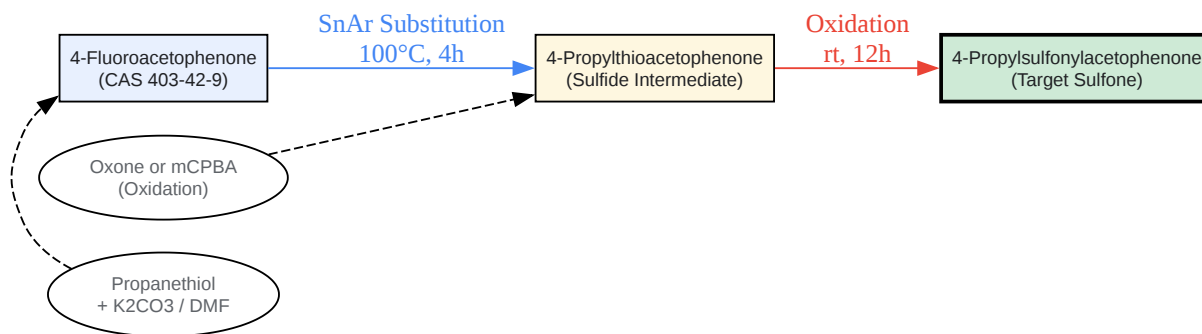 SnAr Substitution
100°C, 4h
Oxidation
rt, 12h
4-Fluoroacetophenone
(CAS 403-42-9)
4-Propylthioacetophenone
(Sulfide Intermediate)
4-Propylsulfonylacetophenone
(Target Sulfone)
Oxone or mCPBA
(Oxidation)
Propanethiol
+ K2CO3 / DMF